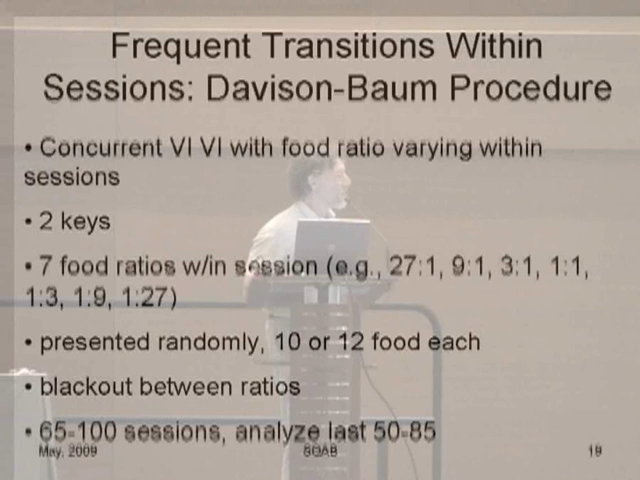 Frequent Transitions Within
Sessions: Davison-Baum Procedure
• Concurrent VI VI with food ratio varying within
sessions
• 2 keys
• 7 food ratios w/in session (e.g., 27:1, 9:1, 3:1, 1:1,
1:3, 1:9, 1:27)
• presented randomly, 10 or 12 food each
• blackout between ratios
• 65-100 sessions, analyze last 50-85
May, 2009 SQAB 19